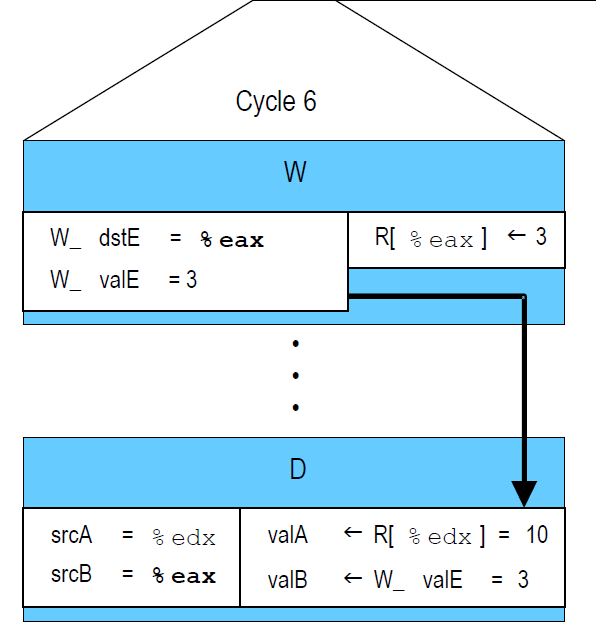 Cycle 6
W
W_ dstE = %eax
R[ %eax ] ← 3
W_ valE = 3
•
•
•
D
srcA = %edx
valA ← R[ %edx ] = 10
srcB = %eax
valB ← W_ valE = 3